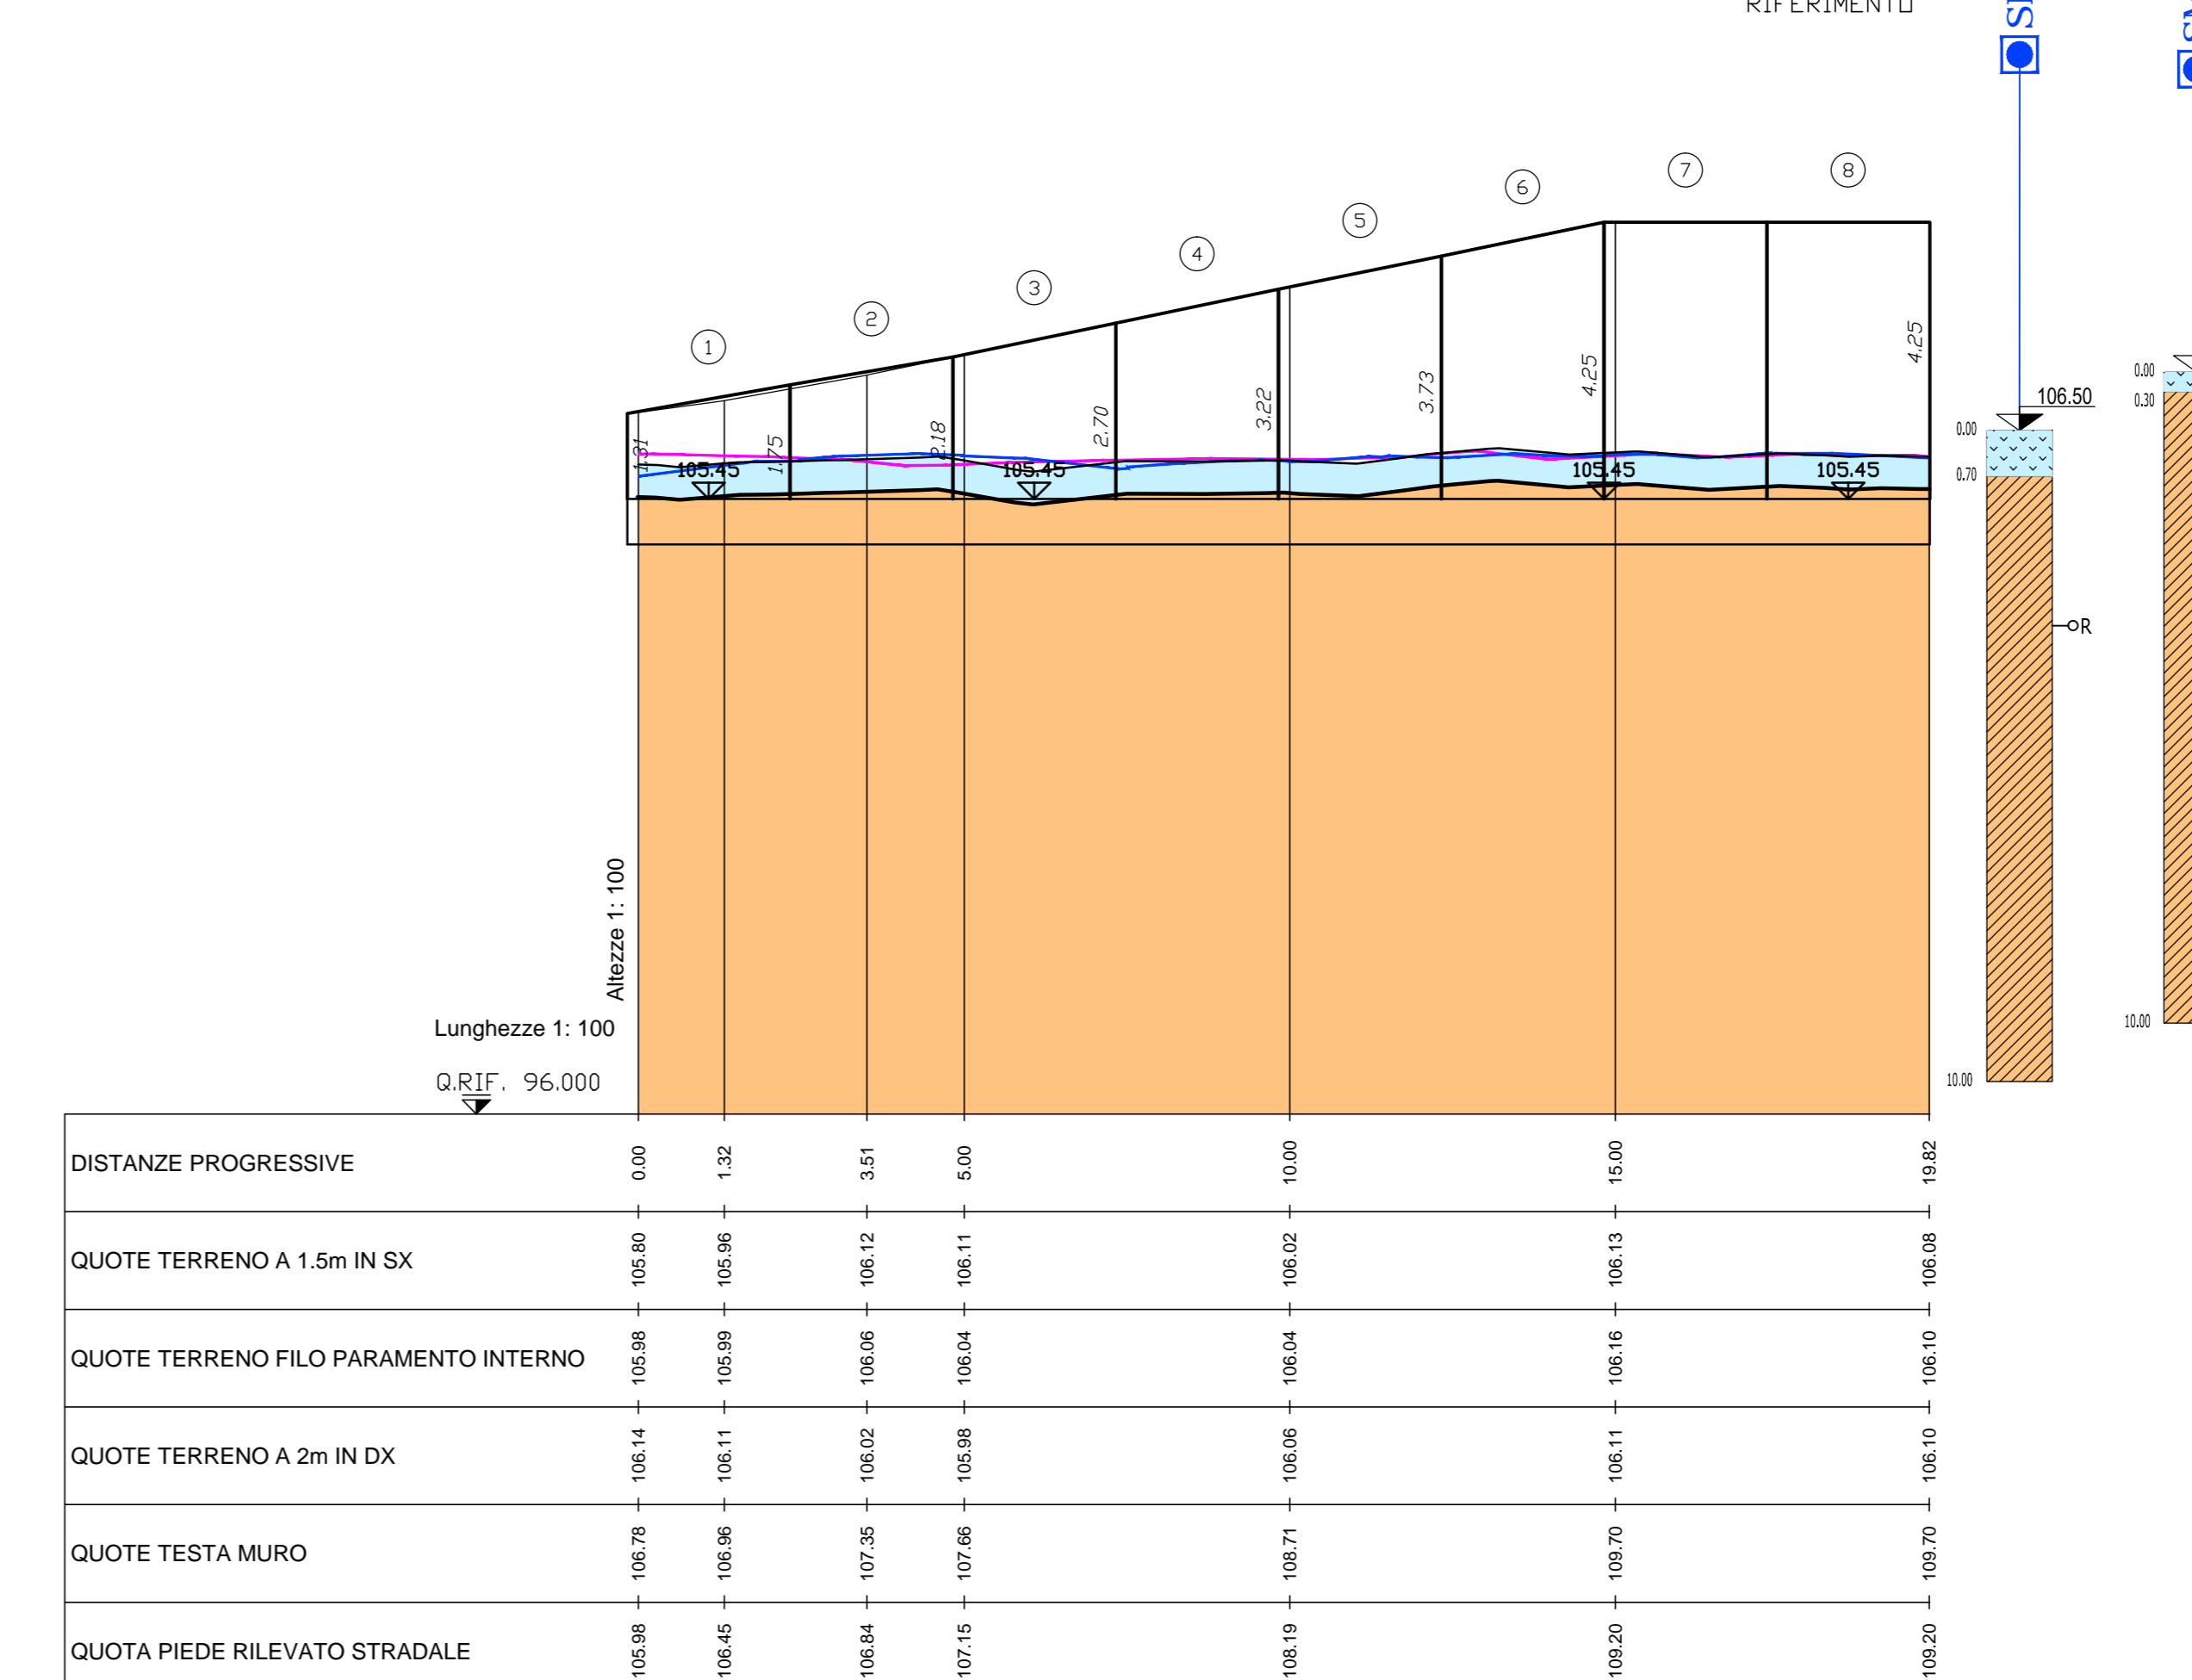 RIFERIMENTO
1
2
3
4
5
6
7
8
1.31
1.75
2.18
2.70
3.22
3.73
4.25
4.25
105.45
105.45
105.45
105.45
106.50
0.00
0.70
R
10.00
0.00
0.30
10.00
Altezze 1: 100
Lunghezze 1: 100
Q.RIF. 96.000
DISTANZE PROGRESSIVE 0.00 1.32 3.51 5.00 10.00 15.00 19.82
QUOTE TERRENO A 1.5m IN SX 105.80 105.96 106.12 106.11 106.02 106.13 106.08
QUOTE TERRENO FILO PARAMENTO INTERNO 105.98 105.99 106.06 106.04 106.04 106.16 106.10
QUOTE TERRENO A 2m IN DX 106.14 106.11 106.02 105.98 106.06 106.11 106.10
QUOTE TESTA MURO 106.78 106.96 107.35 107.66 108.71 109.70 109.70
QUOTA PIEDE RILEVATO STRADALE 105.98 106.45 106.84 107.15 108.19 109.20 109.20